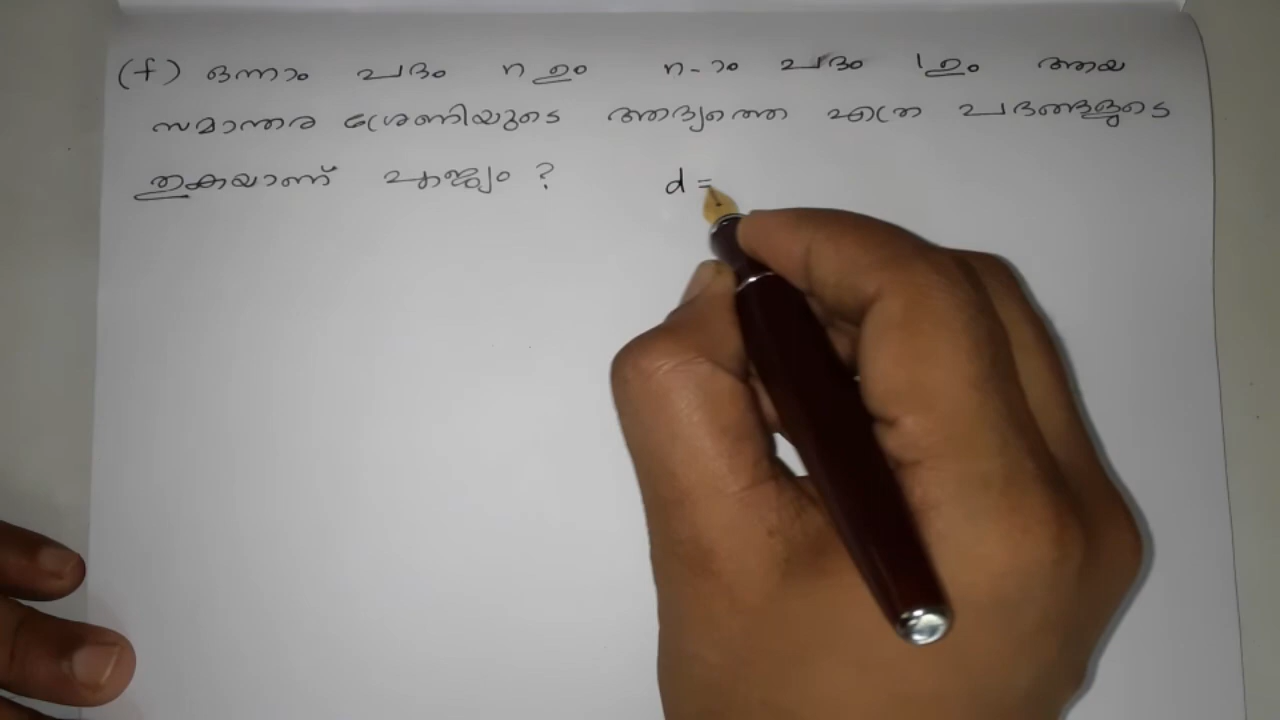 (f) ഒന്നാം പദം n ഉം n-ാം പദം 1 ഉം ആയ
സമാന്തര ശ്രേണിയുടെ ആദ്യത്തെ എത്ര പദങ്ങളുടെ
തുകയാണ് പൂജ്യം ? d =